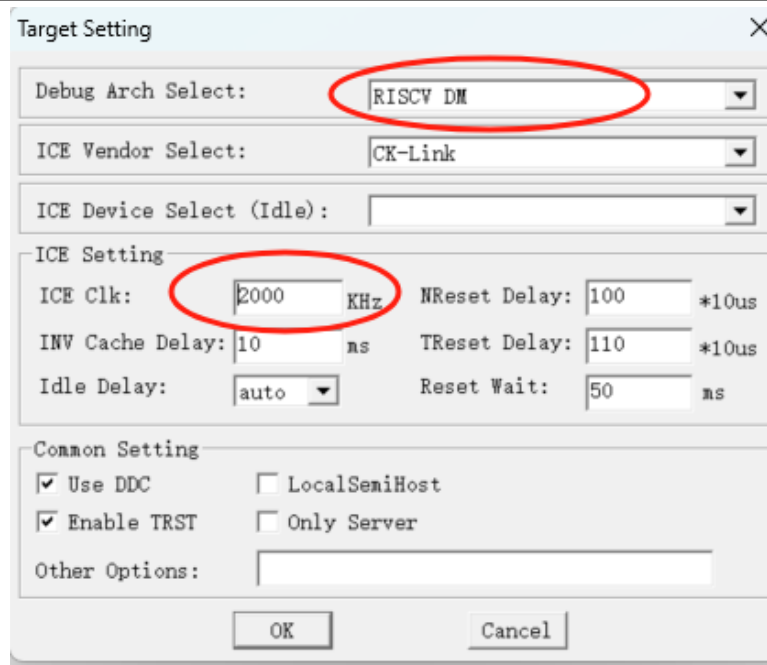 Target Setting
Debug Arch Select: RISCV DM
ICE Vendor Select: CK-Link
ICE Device Select (Idle):
ICE Setting
ICE Clk: 2000 KHz NReset Delay: 100 *10us
INV Cache Delay: 10 ms TReset Delay: 110 *10us
Idle Delay: auto Reset Wait: 50 ms
Common Setting
Use DDC LocalSemiHost
Enable TRST Only Server
Other Options:
OK Cancel